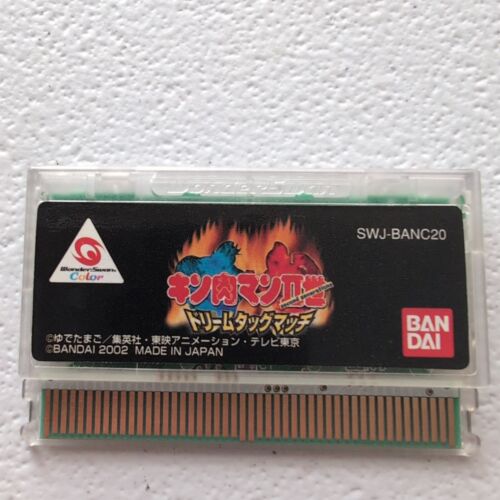 WonderSwan
SWJ-BANC20
WonderSwan
Color
キン肉マンⅡ世
ドリームタッグマッチ
BAN
DAI
©ゆでたまご/集英社・東映アニメーション・テレビ東京
©BANDAI 2002 MADE IN JAPAN